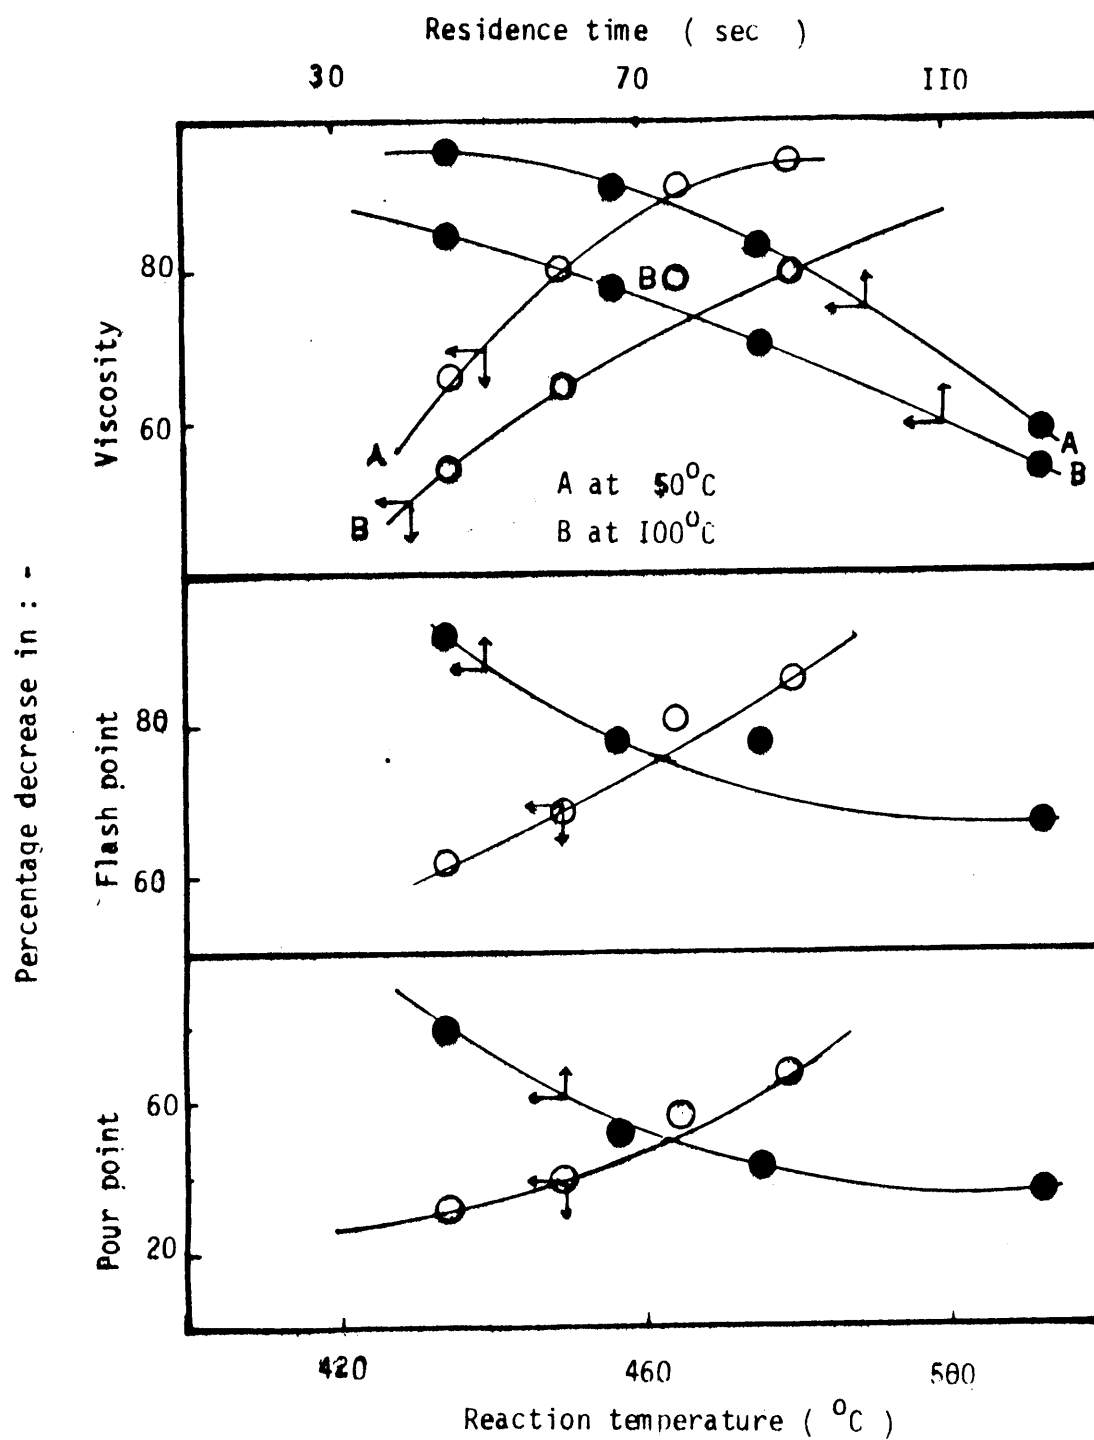 Residence time ( sec )
30 70 110
80
Viscosity
60
B
A
B
A
B
A at 50°C
B at 100°C
Percentage decrease in : -
80
Flash point
60
60
Pour point
20
420 460 500
Reaction temperature ( °C )